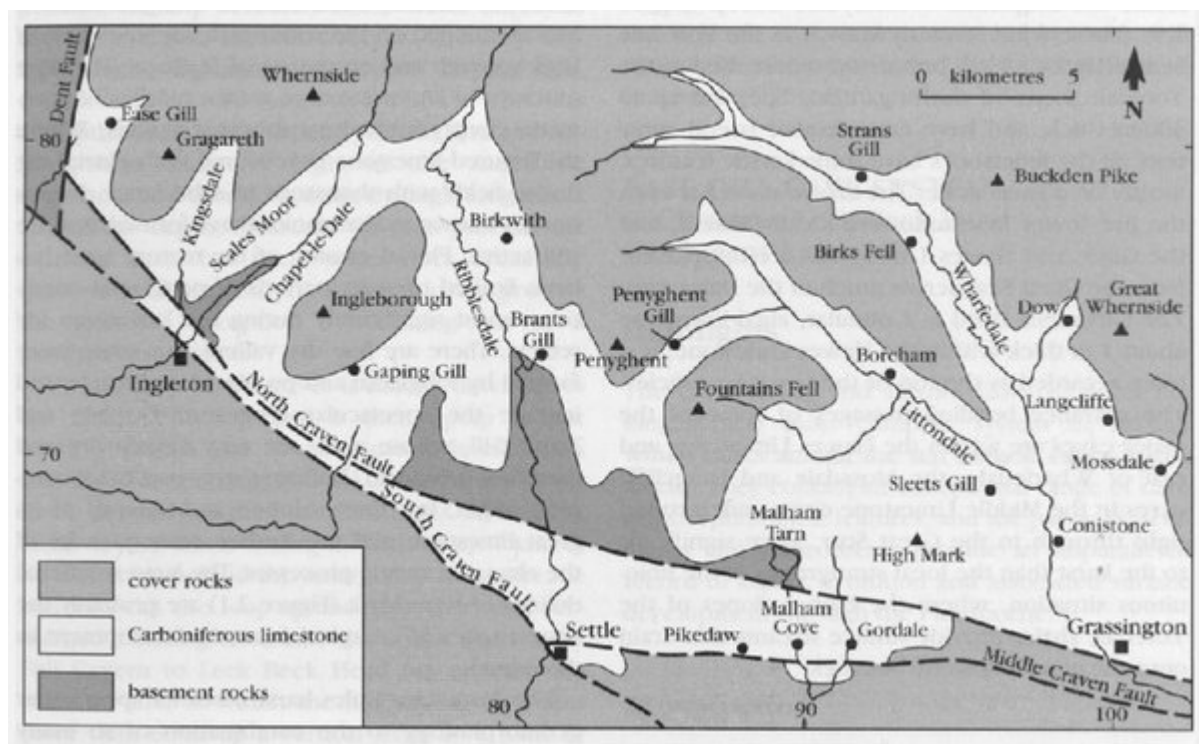 Dent Fault
Whernside
0 kilometres 5
N
Ease Gill
80
Gragareth
Strans
Gill
Buckden Pike
Kingsdale
Scales Moor
Chapel-le-Dale
Birkwith
Ribblesdale
Birks Fell
Wharfedale
Ingleborough
Penyghent
Gill
Dow
Great
Whernside
Brants
Gill
Penyghent
Boreham
Gaping Gill
Ingleton
Fountains Fell
Littondale
Langcliffe
North Craven Fault
70
Mossdale
Sleets Gill
South Craven Fault
Malham
Tarn
High Mark
Conistone
cover rocks
Carboniferous limestone
basement rocks
Settle
Pikedaw
Malham
Cove
Gordale
Grassington
Middle Craven Fault
80
90
100